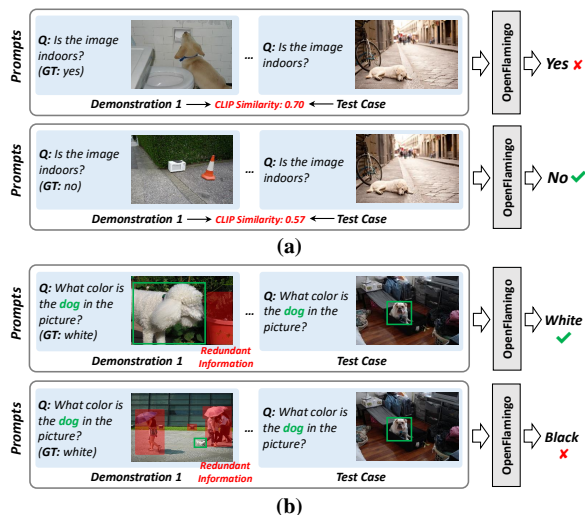 Prompts
Q: Is the image
indoors?
(GT: yes)
...
Q: Is the image
indoors?
OpenFlamingo
Yes ✘
Demonstration 1 → CLIP Similarity: 0.70 ← Test Case
Prompts
Q: Is the image
indoors?
(GT: no)
...
Q: Is the image
indoors?
OpenFlamingo
No ✔
Demonstration 1 → CLIP Similarity: 0.57 ← Test Case
(a)
Prompts
Q: What color is
the dog in the
picture?
(GT: white)
...
Q: What color is
the dog in the
picture?
OpenFlamingo
White
✔
Demonstration 1
Redundant
Information
Test Case
Prompts
Q: What color is
the dog in the
picture?
(GT: white)
...
Q: What color is
the dog in the
picture?
OpenFlamingo
Black
✘
Demonstration 1
Redundant
Information
Test Case
(b)